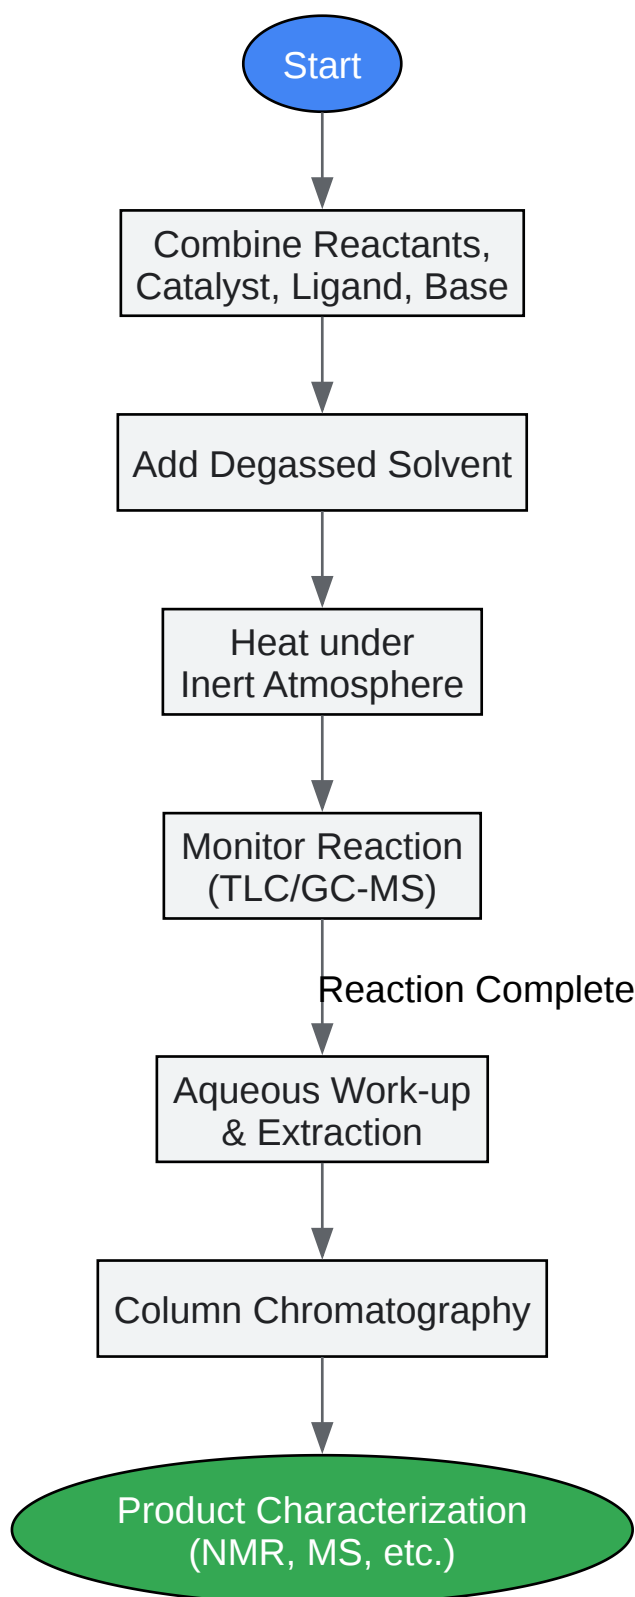 Start
Combine Reactants,
Catalyst, Ligand, Base
Add Degassed Solvent
Heat under
Inert Atmosphere
Monitor Reaction
(TLC/GC-MS)
Reaction Complete
Aqueous Work-up
& Extraction
Column Chromatography
Product Characterization
(NMR, MS, etc.)